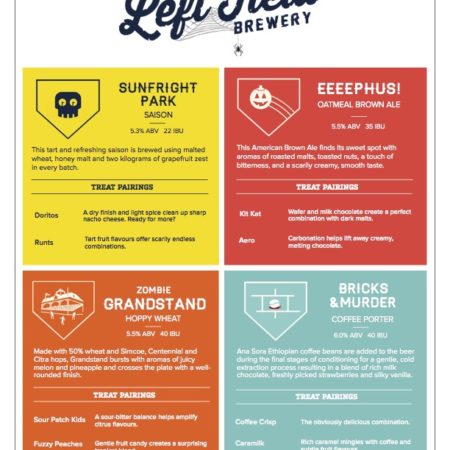 Left Field
BREWERY
SUNFRIGHT
PARK
SAISON
5.3% ABV 22 IBU
This tart and refreshing saison is brewed using malted
wheat, honey malt and two kilograms of grapefruit zest
in every batch.
TREAT PAIRINGS
Doritos
A dry finish and light spice clean up sharp
nacho cheese. Ready for more?
Runts
Tart fruit flavours offer scarily endless
combinations.
EEEEPHUS!
OATMEAL BROWN ALE
5.5% ABV 35 IBU
This American Brown Ale finds its sweet spot with
aromas of roasted malts, toasted nuts, a touch of
bitterness, and a scarily creamy, smooth taste.
TREAT PAIRINGS
Kit Kat
Wafer and milk chocolate create a perfect
combination with dark malts.
Aero
Carbonation helps lift away creamy,
melting chocolate.
ZOMBIE
GRANDSTAND
HOPPY WHEAT
5.5% ABV 40 IBU
Made with 50% wheat and Simcoe, Centennial and
Citra hops, Grandstand bursts with aromas of juicy
melon and pineapple and crosses the plate with a well-
rounded finish.
TREAT PAIRINGS
Sour Patch Kids
A sour-bitter balance helps amplify
citrus flavours.
Fuzzy Peaches
Gentle fruit candy creates a surprising
BRICKS
&MURDER
COFFEE PORTER
6.0% ABV 40 IBU
Ana Sora Ethiopian coffee beans are added to the beer
during the final stages of conditioning for a gentle, cold
extraction process resulting in a blend of rich milk
chocolate, freshly picked strawberries and silky vanilla.
TREAT PAIRINGS
Coffee Crisp
The obviously delicious combination.
Caramilk
Rich caramel mingles with coffee and